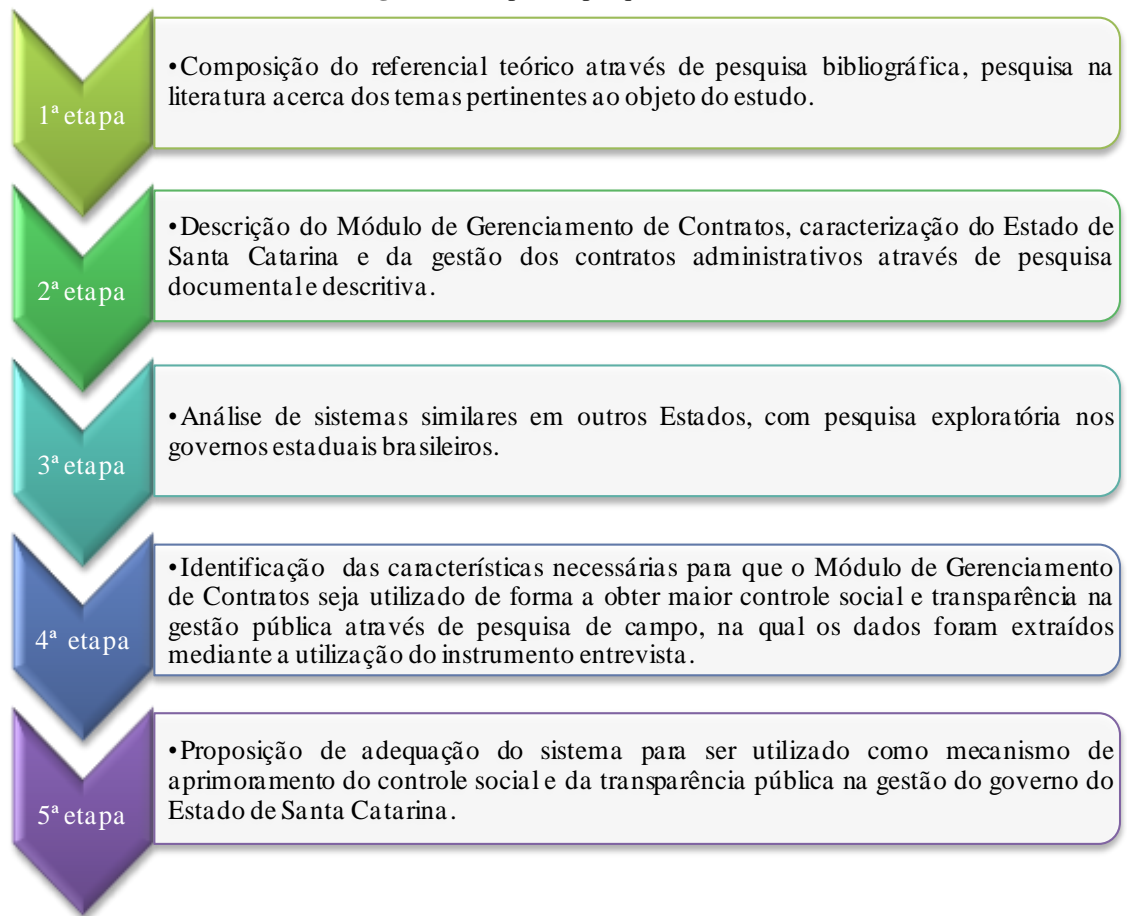 1ª etapa
•Composição do referencial teórico através de pesquisa bibliográfica, pesquisa na
literatura acerca dos temas pertinentes ao objeto do estudo.
2ª etapa
•Descrição do Módulo de Gerenciamento de Contratos, caracterização do Estado de
Santa Catarina e da gestão dos contratos administrativos através de pesquisa
documental e descritiva.
3ª etapa
•Análise de sistemas similares em outros Estados, com pesquisa exploratória nos
governos estaduais brasileiros.
4ª etapa
•Identificação das características necessárias para que o Módulo de Gerenciamento
de Contratos seja utilizado de forma a obter maior controle social e transparência na
gestão pública através de pesquisa de campo, na qual os dados foram extraídos
mediante a utilização do instrumento entrevista.
5ª etapa
•Proposição de adequação do sistema para ser utilizado como mecanismo de
aprimoramento do controle social e da transparência pública na gestão do governo do
Estado de Santa Catarina.